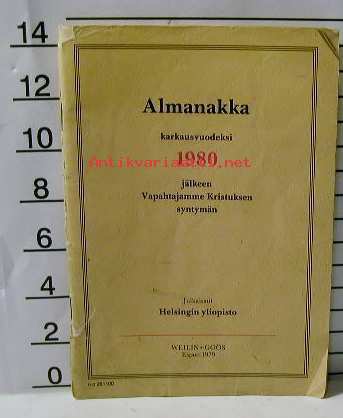 14
12
10
8
6
4
2
0
Almanakka
karkausvuodeksi
1980
Antikvariaatti.net
jälkeen
Vapahtajamme Kristuksen
syntymän
Julkaissut
Helsingin yliopisto
WEILIN+GÖÖS
Espoo 1979